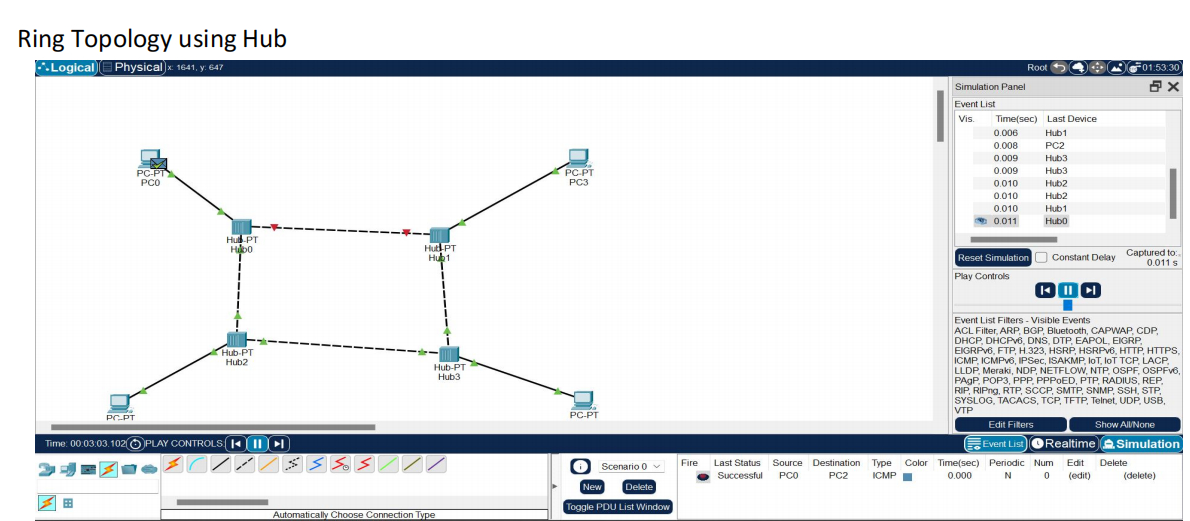 Ring Topology using Hub
Logical Physical x: 1641, y: 647 Root 01:53:30
Simulation Panel
Event List
Vis. Time(sec) Last Device
0.006 Hub1
0.008 PC2
0.009 Hub3
0.009 Hub3
0.010 Hub2
0.010 Hub2
0.010 Hub1
0.011 Hub0
Reset Simulation Constant Delay Captured to:
0.011 s
Play Controls
Event List Filters - Visible Events
ACL Filter, ARP, BGP, Bluetooth, CAPWAP, CDP,
DHCP, DHCPv6, DNS, DTP, EAPOL, EIGRP,
EIGRPv6, FTP, H.323, HSRP, HSRPv6, HTTP, HTTPS,
ICMP, ICMPv6, IPSec, ISAKMP, IoT, IoT TCP, LACP,
LLDP, Meraki, NDP, NETFLOW, NTP, OSPF, OSPFv6,
PAgP, POP3, PPP, PPPoED, PTP, RADIUS, REP,
RIP, RIPng, RTP, SCCP, SMTP, SNMP, SSH, STP,
SYSLOG, TACACS, TCP, TFTP, Telnet, UDP, USB,
VTP
Edit Filters Show All/None
PC-PT
PC0
PC-PT
PC3
Hub-PT
Hub0
Hub-PT
Hub1
Hub-PT
Hub2
Hub-PT
Hub3
PC-PT
PC-PT
Time: 00:03:03.102 PLAY CONTROLS: Event List Realtime Simulation
Automatically Choose Connection Type
Scenario 0
New Delete
Toggle PDU List Window
Fire Last Status Source Destination Type Color Time(sec) Periodic Num Edit Delete
Successful PC0 PC2 ICMP 0.000 N 0 (edit) (delete)